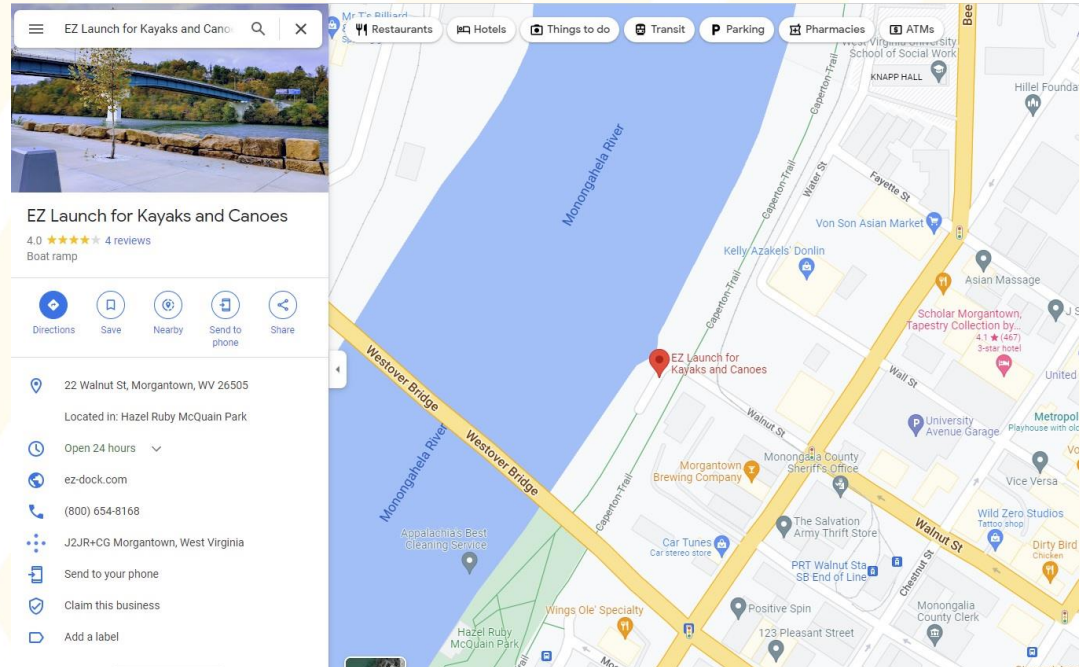 EZ Launch for Kayaks and Cano
Restaurants
Hotels
Things to do
Transit
Parking
Pharmacies
ATMs
EZ Launch for Kayaks and Canoes
4.0 ★★★★★ 4 reviews
Boat ramp
Directions
Save
Nearby
Send to
phone
Share
22 Walnut St, Morgantown, WV 26505
Located in: Hazel Ruby McQuain Park
Open 24 hours
ez-dock.com
(800) 654-8168
J2JR+CG Morgantown, West Virginia
Send to your phone
Claim this business
Add a label
Mr T's Billiard
West Virginia University
School of Social Work
KNAPP HALL
Bee
Hillel Founda
Caperton-Trail
Monongahela River
Caperton-Trail
Water St
Fayette St
Von Son Asian Market
Kelly Azakels' Donlin
Asian Massage
Caperton-Trail
Scholar Morgantown,
Tapestry Collection by...
4.1 ★ (467)
3-star hotel
J S
EZ Launch for
Kayaks and Canoes
Westover Bridge
Wall St
United
Walnut St
University
Avenue Garage
Metropol
Playhouse with old
Monongahela River
Westover Bridge
Monongalia County
Sheriff's Office
Vo
Morgantown
Brewing Company
Vice Versa
Caperton-Trail
Wild Zero Studios
Tattoo shop
The Salvation
Army Thrift Store
Walnut St
Appalachia's Best
Cleaning Service
Car Tunes
Car stereo store
Dirty Bird
Chicken
PRT Walnut Sta
SB End of Line
Chestnut St
Wings Ole' Specialty
Positive Spin
Monongalia
County Clerk
Hazel Ruby
McQuain Park
123 Pleasant Street